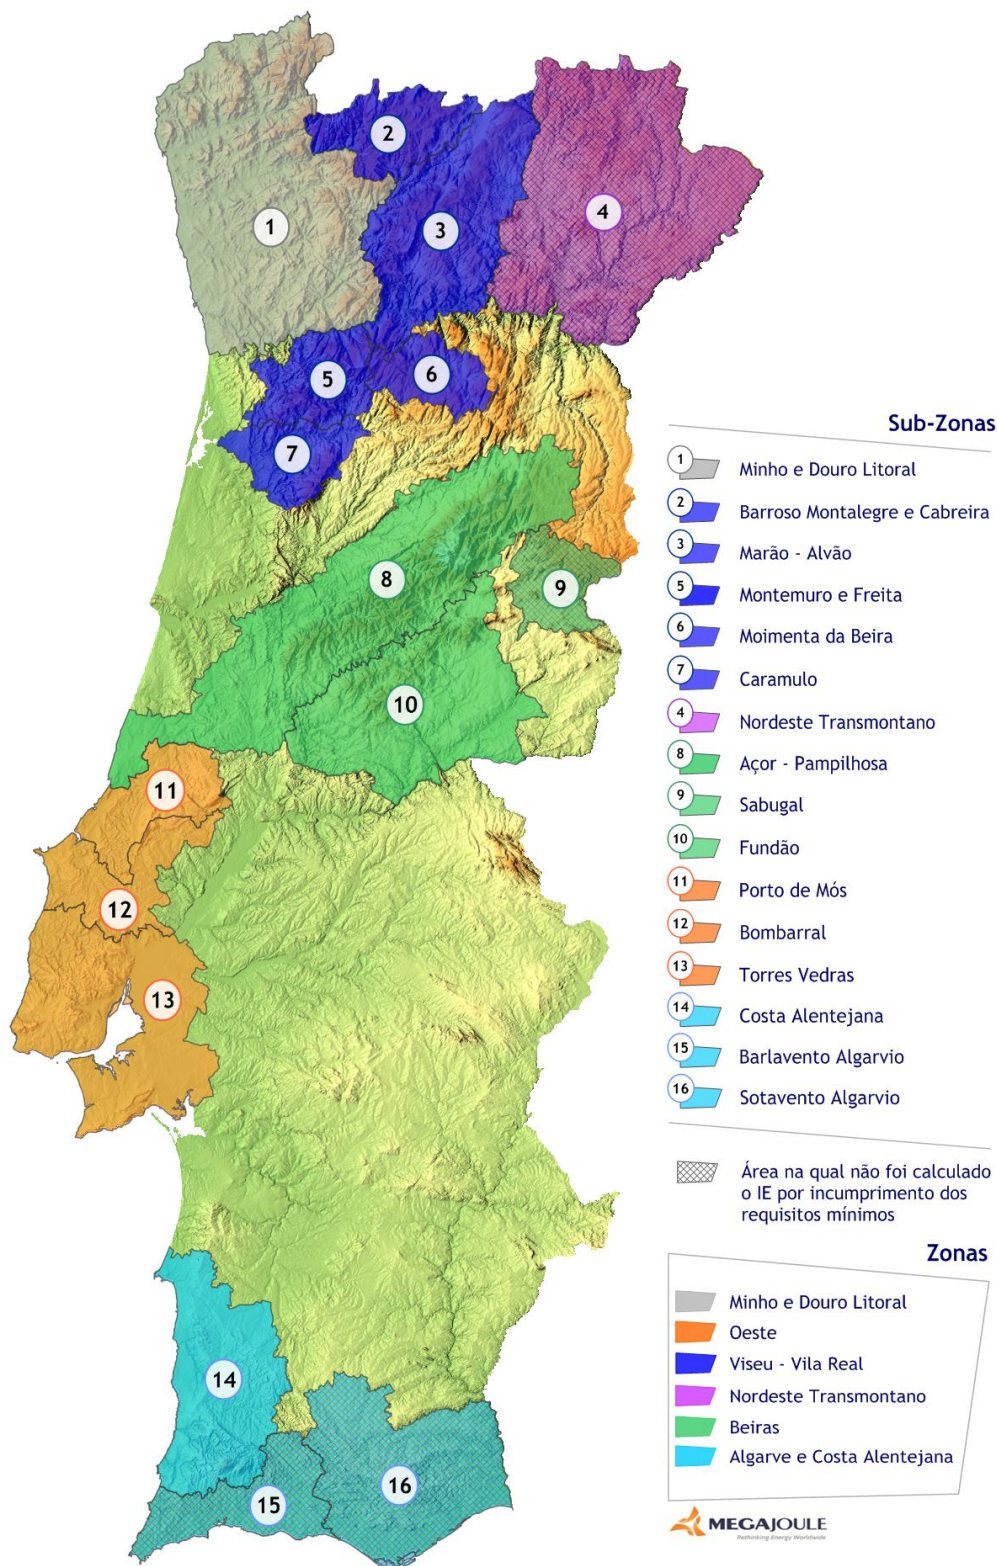 1
2
3
4
5
6
7
8
9
10
11
12
13
14
15
16
Sub-Zonas
1 Minho e Douro Litoral
2 Barroso Montalegre e Cabreira
3 Marão - Alvão
5 Montemuro e Freita
6 Moimenta da Beira
7 Caramulo
4 Nordeste Transmontano
8 Açor - Pampilhosa
9 Sabugal
10 Fundão
11 Porto de Mós
12 Bombarral
13 Torres Vedras
14 Costa Alentejana
15 Barlavento Algarvio
16 Sotavento Algarvio
Área na qual não foi calculado
o IE por incumprimento dos
requisitos mínimos
Zonas
Minho e Douro Litoral
Oeste
Viseu - Vila Real
Nordeste Transmontano
Beiras
Algarve e Costa Alentejana
MEGAJOULE
Rethinking Energy Worldwide